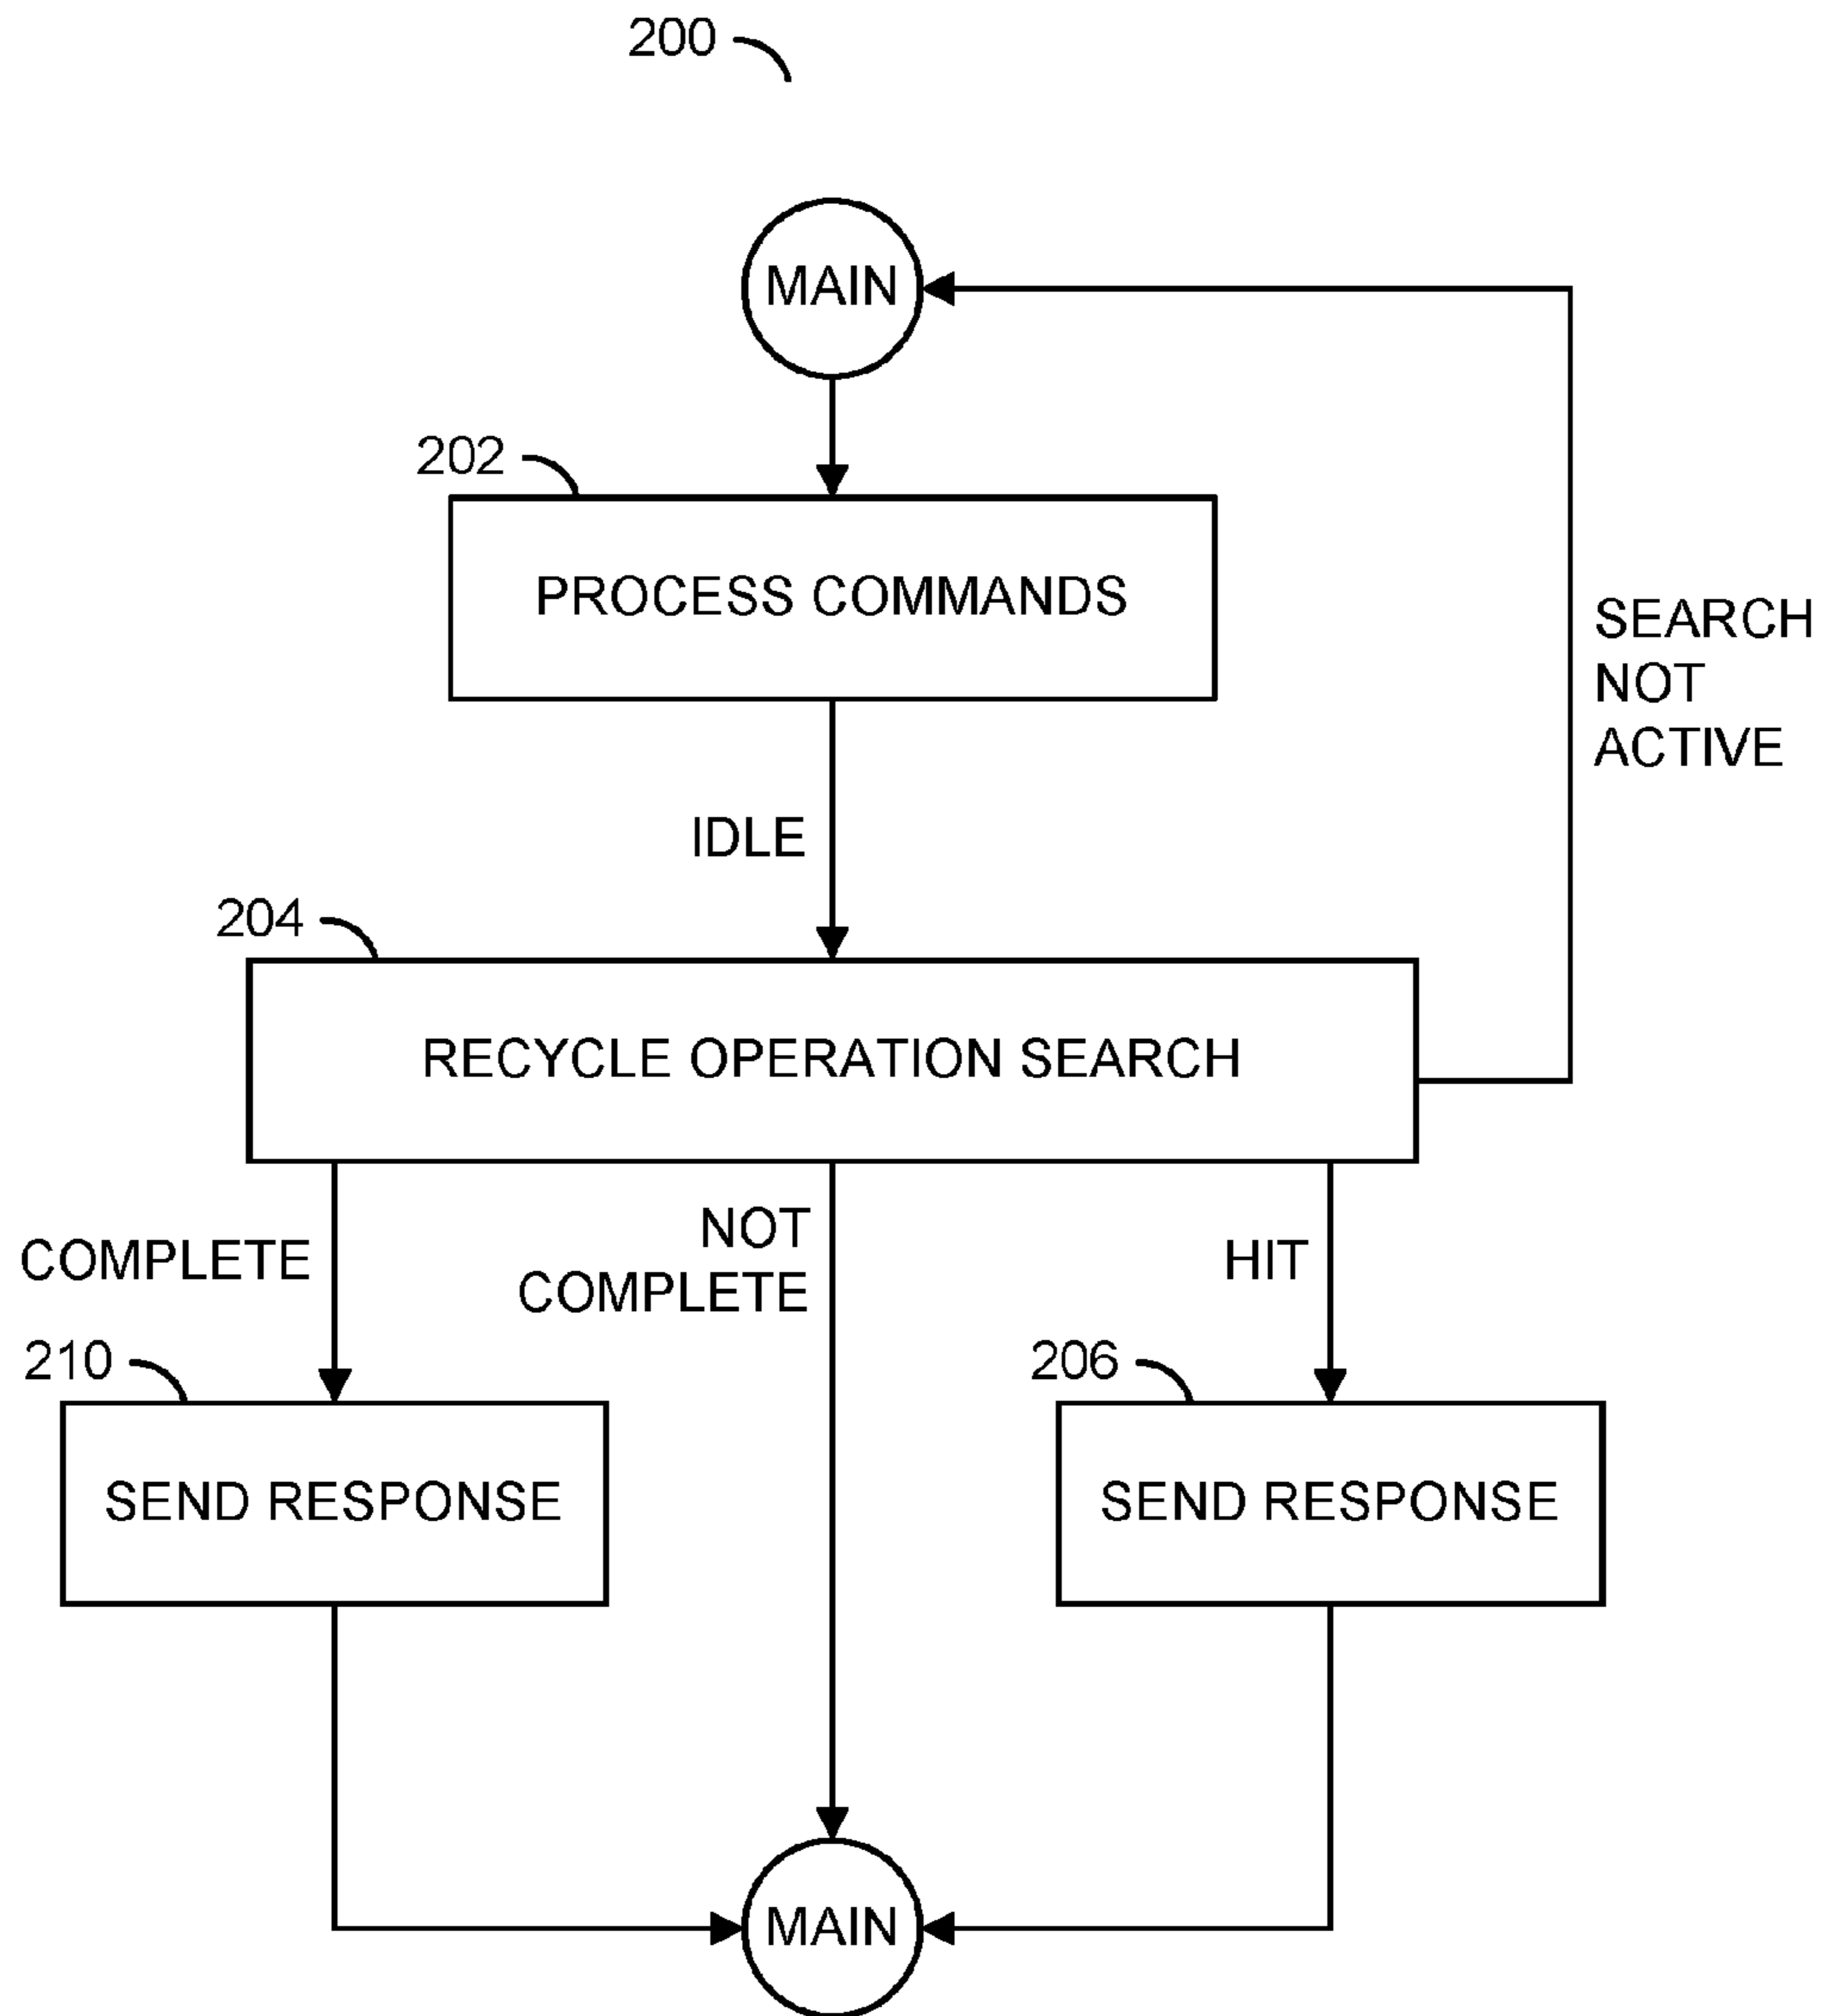 200
MAIN
202
PROCESS COMMANDS
SEARCH
NOT
ACTIVE
IDLE
204
RECYCLE OPERATION SEARCH
COMPLETE
NOT
COMPLETE
HIT
210
206
SEND RESPONSE
SEND RESPONSE
MAIN